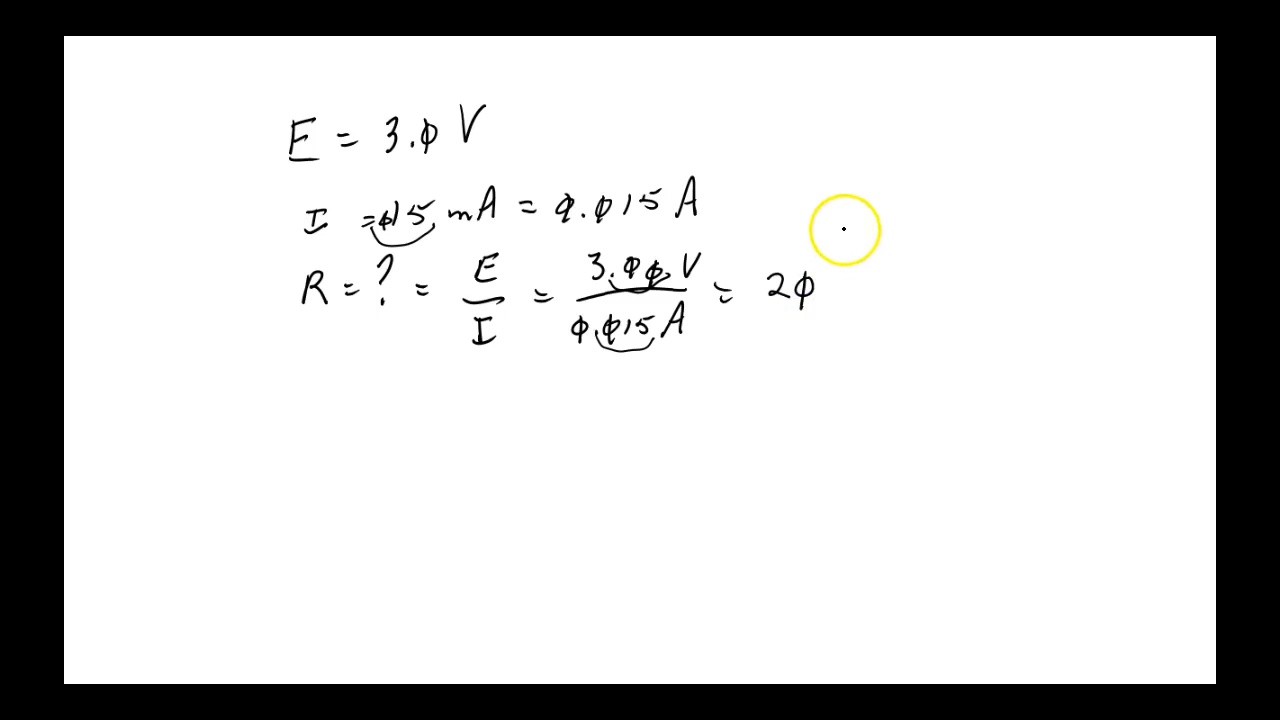 E = 3.0 V
I = 015 mA = 0.015 A
R = ? = E / I = 3.00 V / 0.015 A = 20